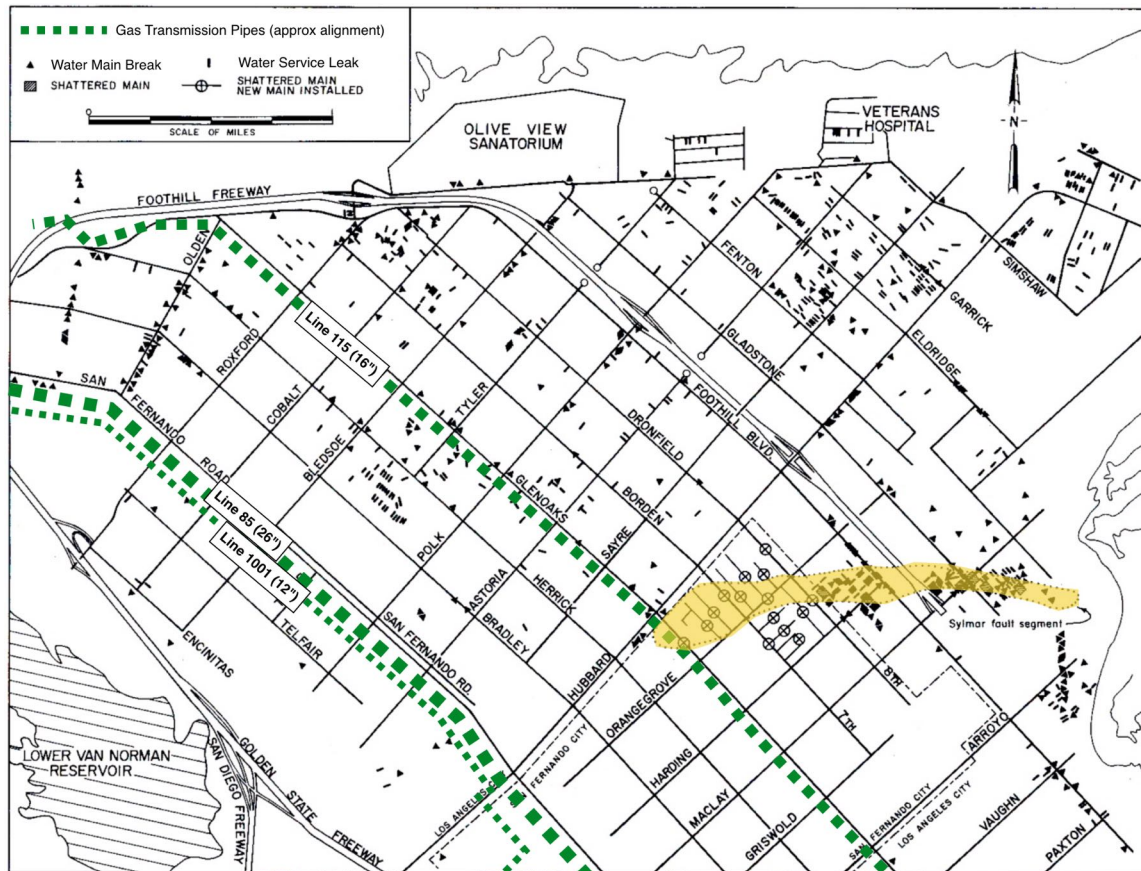 Gas Transmission Pipes (approx alignment)
Water Main Break
Water Service Leak
SHATTERED MAIN
SHATTERED MAIN
NEW MAIN INSTALLED
SCALE OF MILES
OLIVE VIEW
SANATORIUM
VETERANS
HOSPITAL
N
FOOTHILL FREEWAY
OLDEN
FENTON
SIMSHAW
GARRICK
ROXFORD
Line 115 (16")
GLADSTONE
ELDRIDGE
SAN
FERNANDO
ROAD
COBALT
TYLER
FOOTHILL BLVD.
DRONFIELD
BLEDSOE
GLENOAKS
BORDEN
Line 85 (26")
Line 1001 (12")
POLK
SAYRE
ASTORIA
HERRICK
BRADLEY
SAN FERNANDO RD.
TELFAIR
ENCINITAS
Sylmar fault segment
HUBBARD
ORANGEGROVE
8TH
7TH
ARROYO
HARDING
MACLAY
GRISWOLD
LOS ANGELES
FERNANDO CITY
SAN FERNANDO CITY
LOS ANGELES CITY
VAUGHN
PAXTON
LOWER VAN NORMAN
RESERVOIR
SAN DIEGO FREEWAY
GOLDEN
STATE
FREEWAY